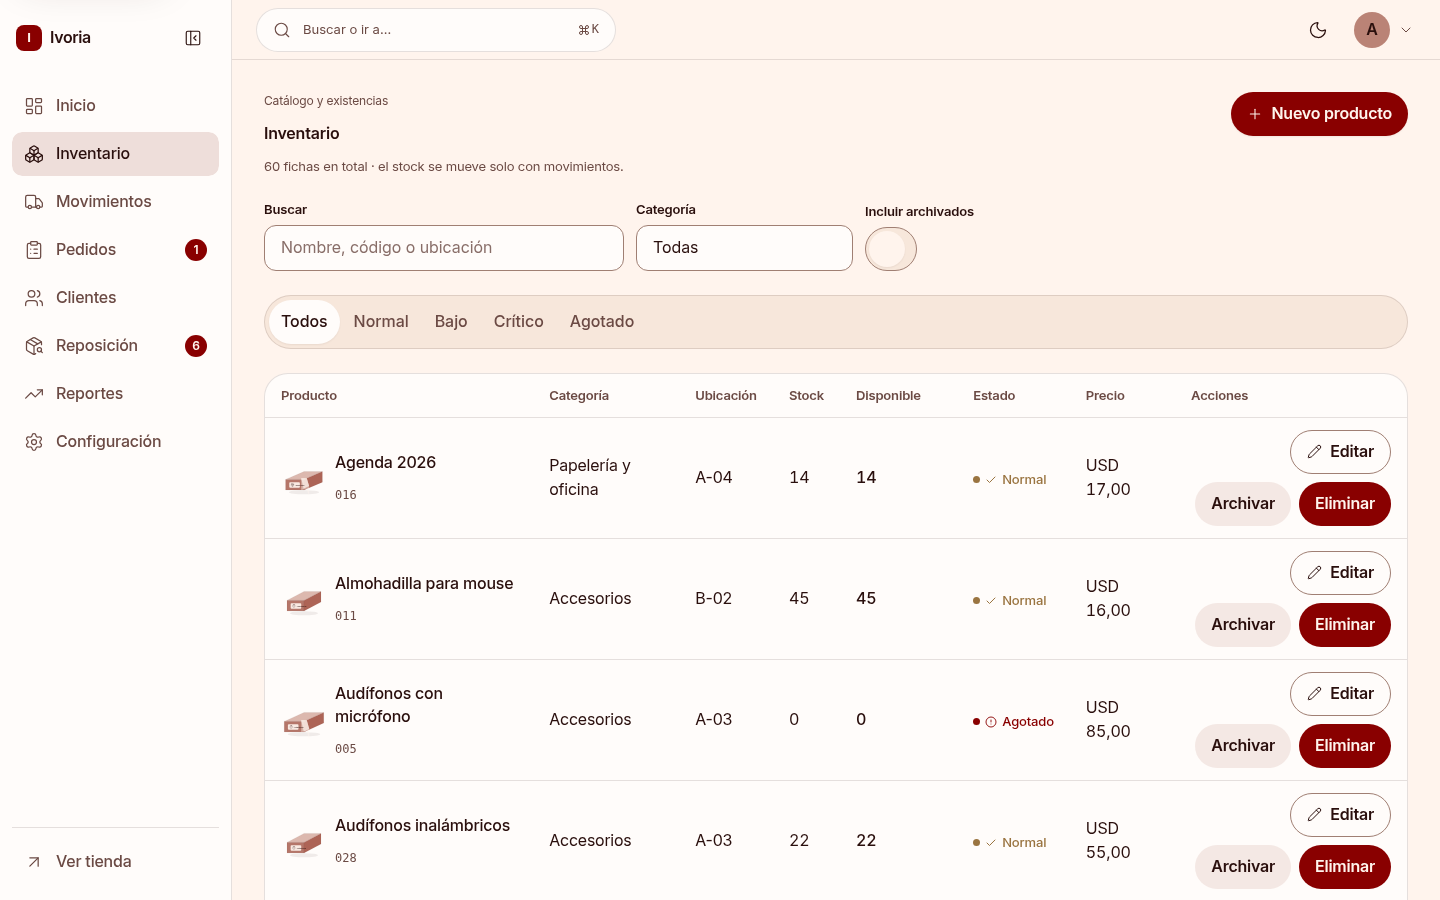 I Ivoria
Buscar o ir a...
⌘K
A
Inicio
Inventario
Movimientos
Pedidos 1
Clientes
Reposición 6
Reportes
Configuración
Ver tienda
Catálogo y existencias
Inventario
60 fichas en total · el stock se mueve solo con movimientos.
+ Nuevo producto
Buscar
Nombre, código o ubicación
Categoría
Todas
Incluir archivados
Todos Normal Bajo Crítico Agotado
Producto Categoría Ubicación Stock Disponible Estado Precio Acciones
Agenda 2026
016
Papelería y
oficina
A-04
14
14
Normal
USD
17,00
Editar
Archivar
Eliminar
Almohadilla para mouse
011
Accesorios
B-02
45
45
Normal
USD
16,00
Editar
Archivar
Eliminar
Audífonos con
micrófono
005
Accesorios
A-03
0
0
Agotado
USD
85,00
Editar
Archivar
Eliminar
Audífonos inalámbricos
028
Accesorios
A-03
22
22
Normal
USD
55,00
Editar
Archivar
Eliminar